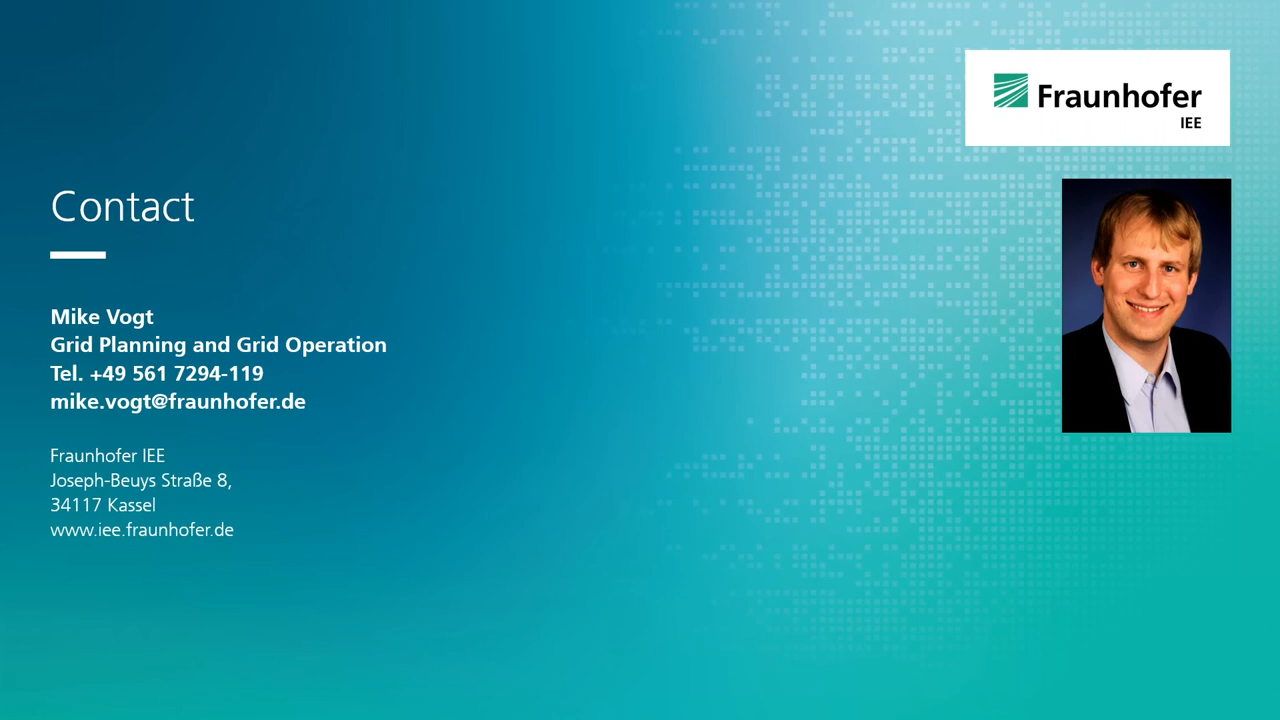 Fraunhofer
IEE
Contact
Mike Vogt
Grid Planning and Grid Operation
Tel. +49 561 7294-119
mike.vogt@fraunhofer.de
Fraunhofer IEE
Joseph-Beuys Straße 8,
34117 Kassel
www.iee.fraunhofer.de